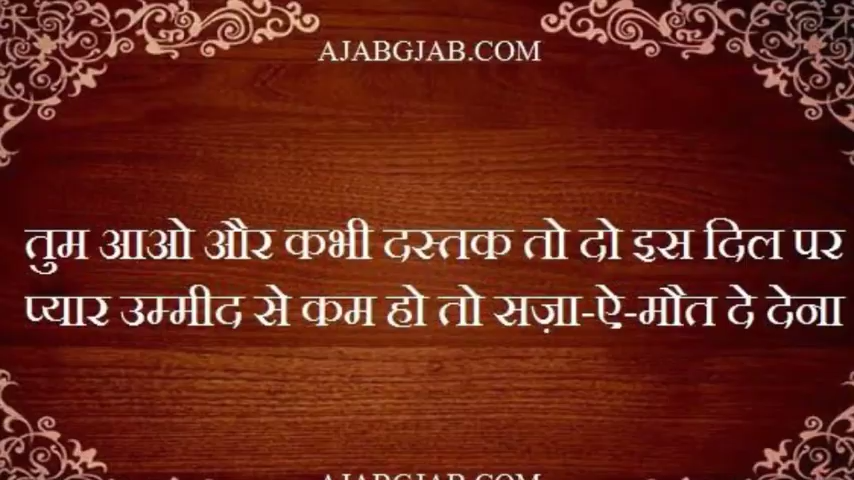 AJABGJAB.COM
तुम आओ और कभी दस्तक तो दो इस दिल पर
प्यार उम्मीद से कम हो तो सज़ा-ऐ-मौत दे देना
AJABGJAB.COM